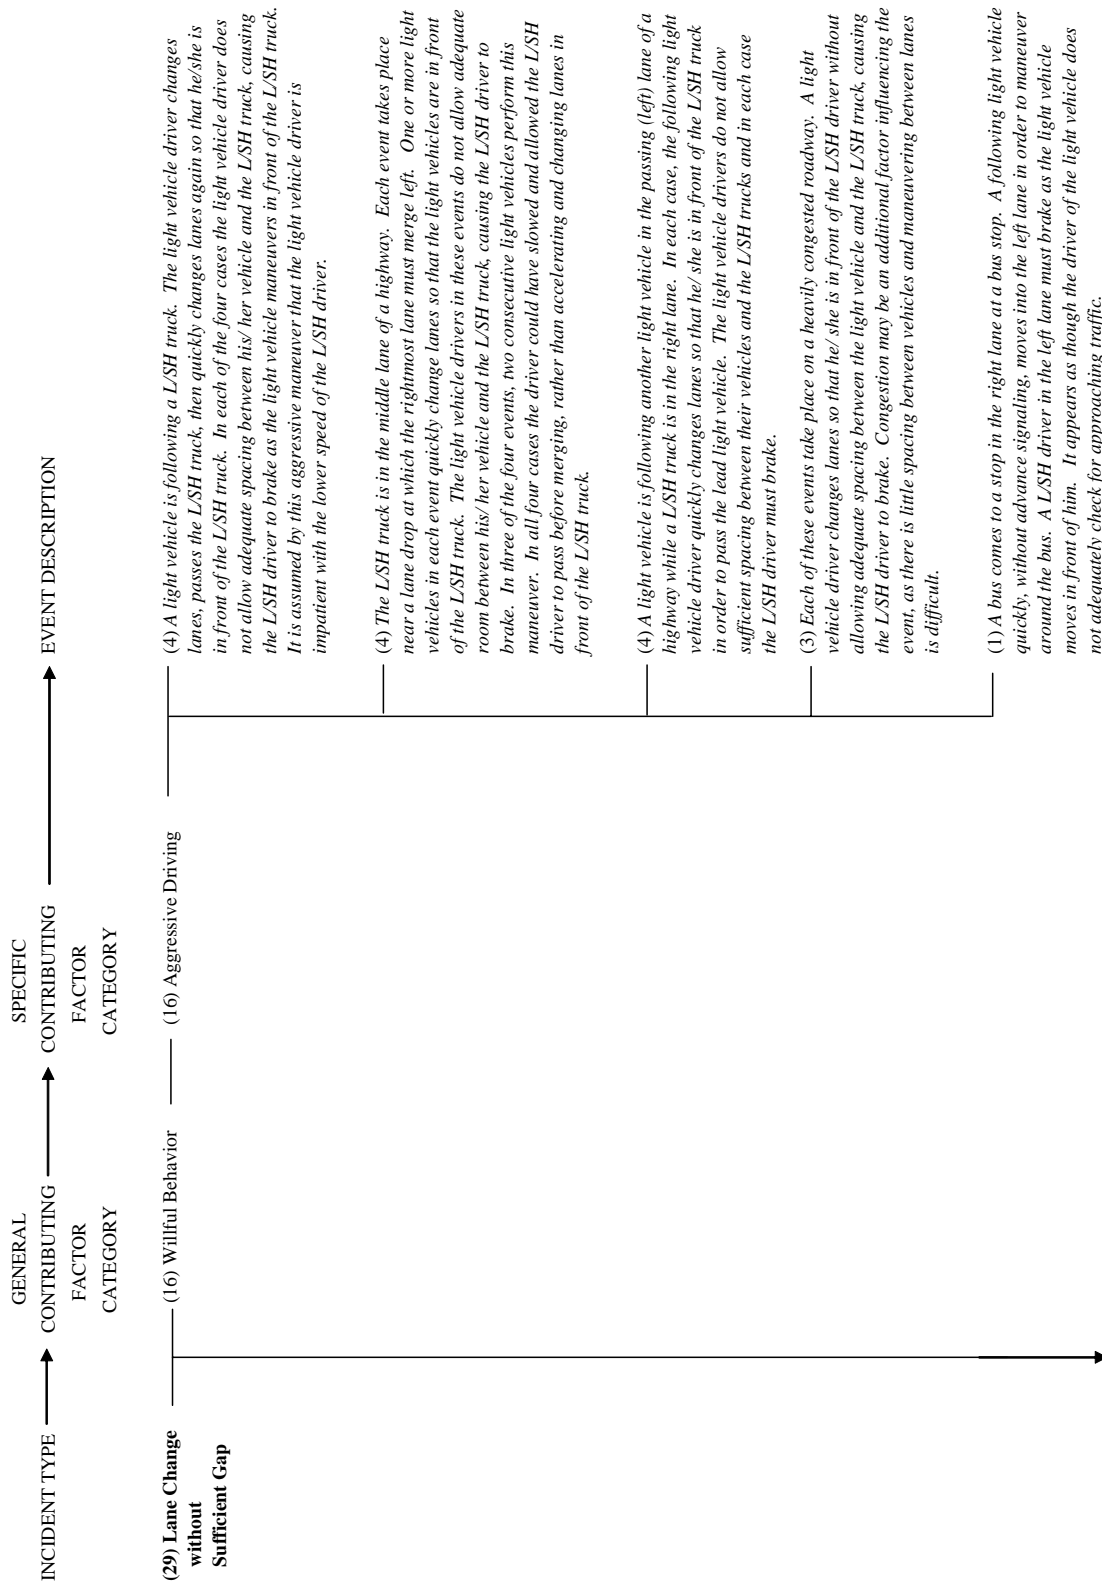 GENERAL
SPECIFIC
INCIDENT TYPE CONTRIBUTING CONTRIBUTING EVENT DESCRIPTION
FACTOR
FACTOR
CATEGORY
CATEGORY
(29) Lane Change
without
Sufficient Gap
(16) Willful Behavior
(16) Aggressive Driving
(4) A light vehicle is following a L/SH truck. The light vehicle driver changes
lanes, passes the L/SH truck, then quickly changes lanes again so that he/she is
in front of the L/SH truck. In each of the four cases the light vehicle driver does
not allow adequate spacing between his/ her vehicle and the L/SH truck, causing
the L/SH driver to brake as the light vehicle maneuvers in front of the L/SH truck.
It is assumed by this aggressive maneuver that the light vehicle driver is
impatient with the lower speed of the L/SH driver.
(4) The L/SH truck is in the middle lane of a highway. Each event takes place
near a lane drop at which the rightmost lane must merge left. One or more light
vehicles in each event quickly change lanes so that the light vehicles are in front
of the L/SH truck. The light vehicle drivers in these events do not allow adequate
room between his/ her vehicle and the L/SH truck, causing the L/SH driver to
brake. In three of the four events, two consecutive light vehicles perform this
maneuver. In all four cases the driver could have slowed and allowed the L/SH
driver to pass before merging, rather than accelerating and changing lanes in
front of the L/SH truck.
(4) A light vehicle is following another light vehicle in the passing (left) lane of a
highway while a L/SH truck is in the right lane. In each case, the following light
vehicle driver quickly changes lanes so that he/ she is in front of the L/SH truck
in order to pass the lead light vehicle. The light vehicle drivers do not allow
sufficient spacing between their vehicles and the L/SH trucks and in each case
the L/SH driver must brake.
(3) Each of these events take place on a heavily congested roadway. A light
vehicle driver changes lanes so that he/ she is in front of the L/SH driver without
allowing adequate spacing between the light vehicle and the L/SH truck, causing
the L/SH driver to brake. Congestion may be an additional factor influencing the
event, as there is little spacing between vehicles and maneuvering between lanes
is difficult.
(1) A bus comes to a stop in the right lane at a bus stop. A following light vehicle
quickly, without advance signaling, moves into the left lane in order to maneuver
around the bus. A L/SH driver in the left lane must brake as the light vehicle
moves in front of him. It appears as though the driver of the light vehicle does
not adequately check for approaching traffic.